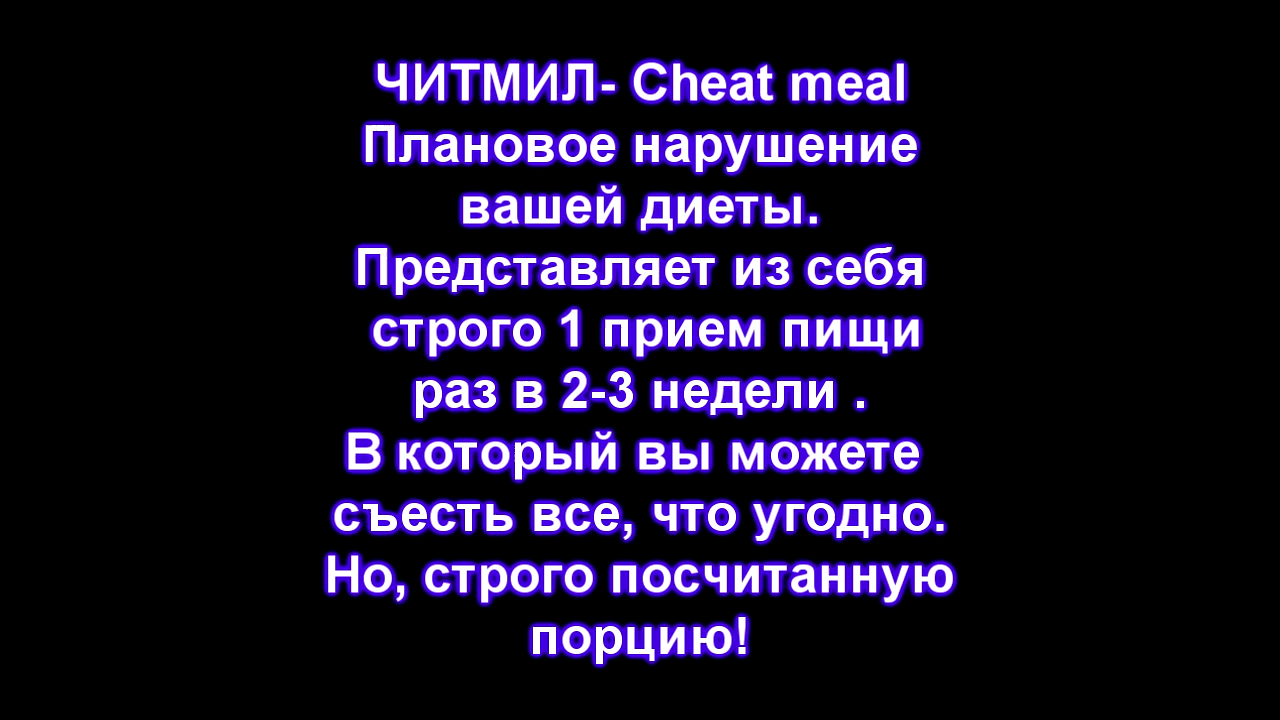 ЧИТМИЛ- Cheat meal
Плановое нарушение
вашей диеты.
Представляет из себя
строго 1 прием пищи
раз в 2-3 недели .
В который вы можете
съесть все, что угодно.
Но, строго посчитанную
порцию!